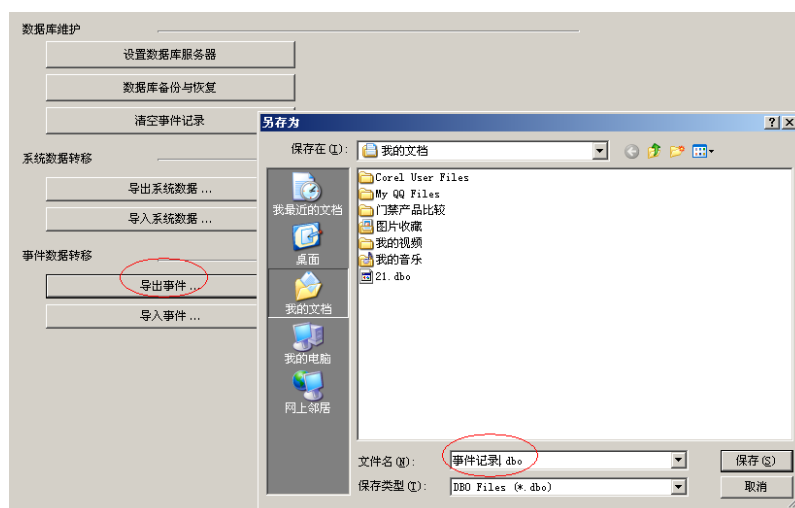 数据库维护
设置数据库服务器
数据库备份与恢复
清空事件记录
系统数据转移
导出系统数据 ...
导入系统数据 ...
事件数据转移
导出事件 ...
导入事件 ...
另存为
保存在(I):
我的文档
我最近的文档
桌面
我的文档
我的电脑
网上邻居
Corel User Files
My QQ Files
门禁产品比较
图片收藏
我的视频
我的音乐
21.dbo
文件名(N):
事件记录.dbo
保存(S)
保存类型(T):
DBO Files (*.dbo)
取消